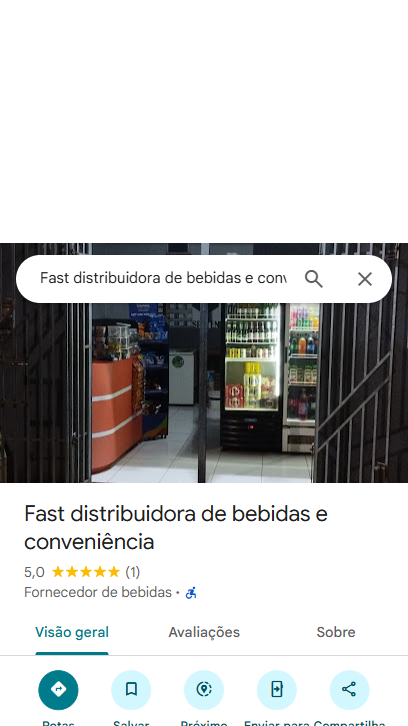 Fast distribuidora de bebidas e conv
Fast distribuidora de bebidas e
conveniência
5,0 ★★★★★ (1)
Fornecedor de bebidas ·
Visão geral Avaliações Sobre
Rotas Salvar Próximo Enviar para Compartilha